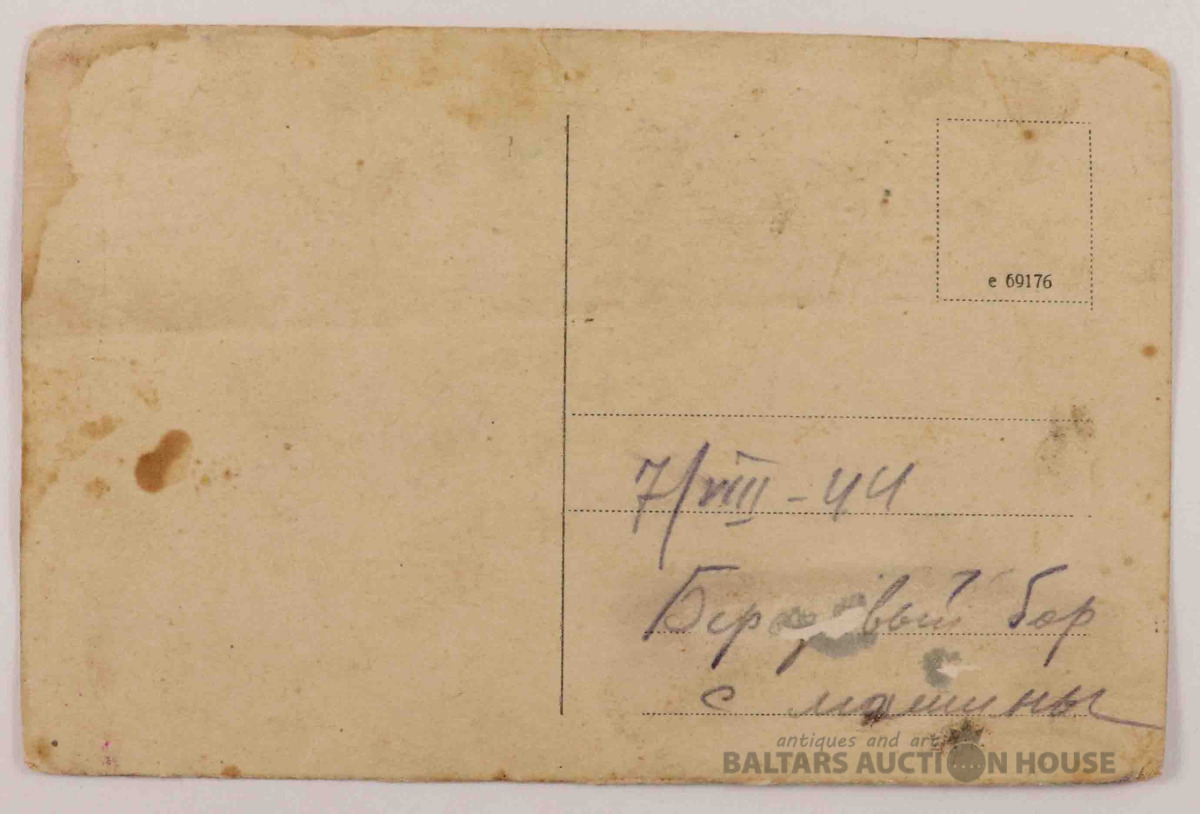 е 69176
7/VIII - 44
бор
с машины
antiques and art
BALTARS AUCTION HOUSE